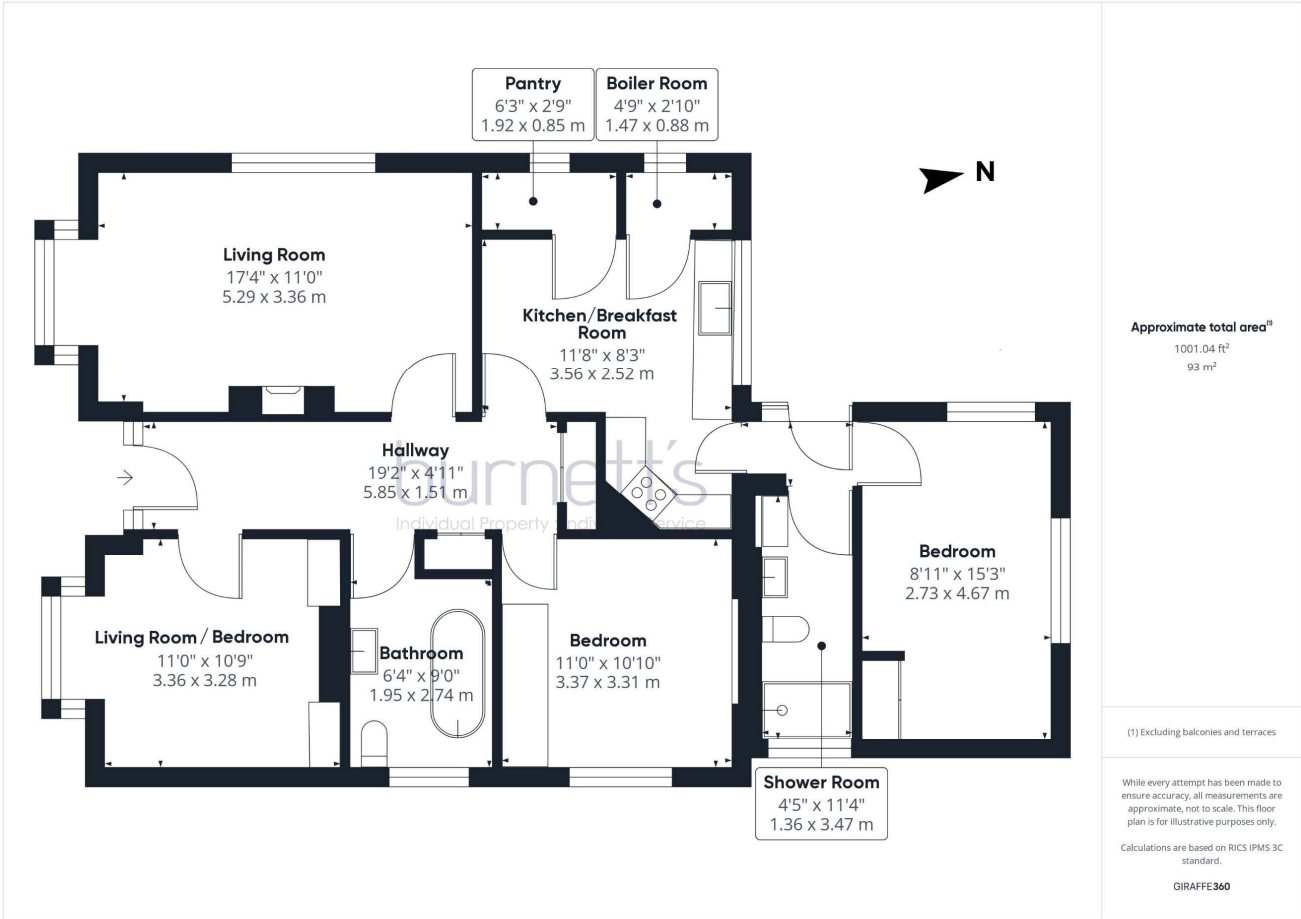 Pantry
6'3" x 2'9"
1.92 x 0.85 m
Boiler Room
4'9" x 2'10"
1.47 x 0.88 m
N
Living Room
17'4" x 11'0"
5.29 x 3.36 m
Kitchen/Breakfast
Room
11'8" x 8'3"
3.56 x 2.52 m
Hallway
19'2" x 4'11"
5.85 x 1.51 m
burnett's
Individual Property Service
Living Room / Bedroom
11'0" x 10'9"
3.36 x 3.28 m
Bathroom
6'4" x 9'0"
1.95 x 2.74 m
Bedroom
11'0" x 10'10"
3.37 x 3.31 m
Bedroom
8'11" x 15'3"
2.73 x 4.67 m
Shower Room
4'5" x 11'4"
1.36 x 3.47 m
Approximate total area(1)
1001.04 ft²
93 m²
(1) Excluding balconies and terraces
While every attempt has been made to
ensure accuracy, all measurements are
approximate, not to scale. This floor
plan is for illustrative purposes only.
Calculations are based on RICS IPMS 3C
standard.
GIRAFFE360